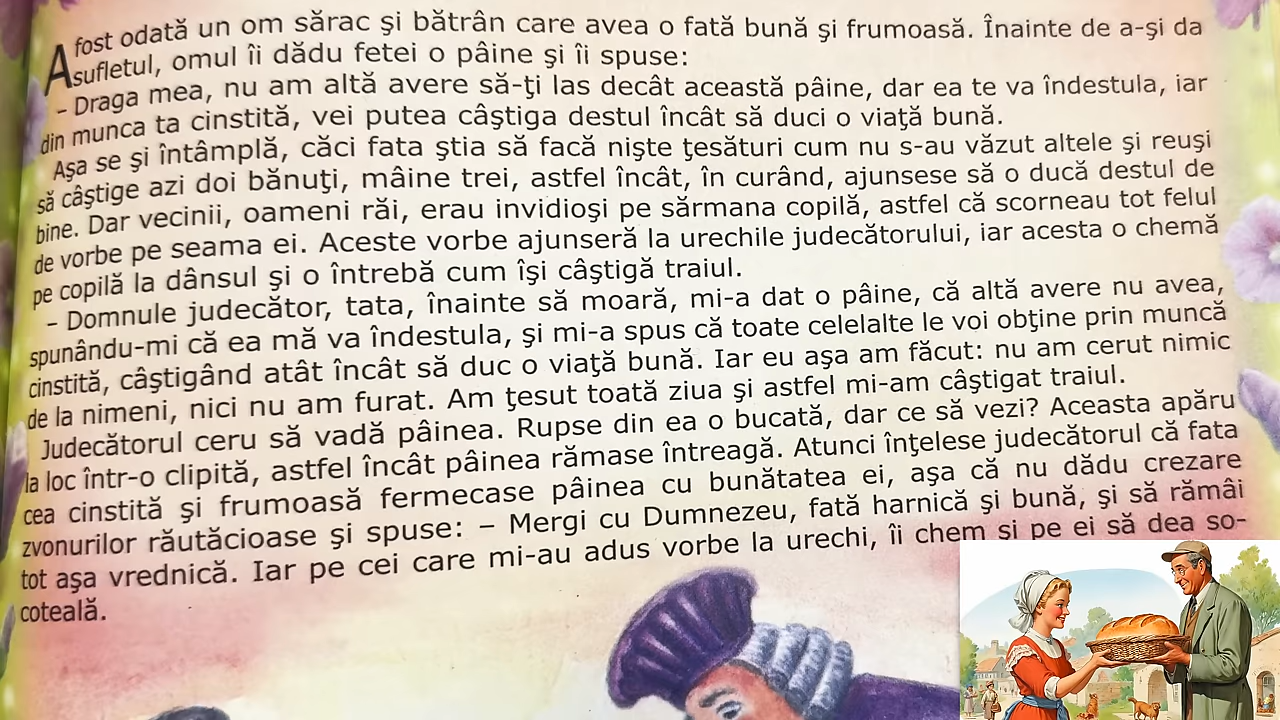 A fost odată un om sărac şi bătrân care avea o fată bună şi frumoasă. Înainte de a-şi da
sufletul, omul îi dădu fetei o pâine şi îi spuse:
– Draga mea, nu am altă avere să-ţi las decât această pâine, dar ea te va îndestula, iar
din munca ta cinstită, vei putea câştiga destul încât să duci o viaţă bună.
Aşa se şi întâmplă, căci fata ştia să facă nişte ţesături cum nu s-au văzut altele şi reuşi
să câştige azi doi bănuţi, mâine trei, astfel încât, în curând, ajunsese să o ducă destul de
bine. Dar vecinii, oameni răi, erau invidioşi pe sărmana copilă, astfel că scorneau tot felul
de vorbe pe seama ei. Aceste vorbe ajunseră la urechile judecătorului, iar acesta o chemă
pe copilă la dânsul şi o întrebă cum îşi câştigă traiul.
– Domnule judecător, tata, înainte să moară, mi-a dat o pâine, că altă avere nu avea,
spunându-mi că ea mă va îndestula, şi mi-a spus că toate celelalte le voi obţine prin muncă
cinstită, câştigând atât încât să duc o viaţă bună. Iar eu aşa am făcut: nu am cerut nimic
de la nimeni, nici nu am furat. Am ţesut toată ziua şi astfel mi-am câştigat traiul.
Judecătorul ceru să vadă pâinea. Rupse din ea o bucată, dar ce să vezi? Aceasta apăru
la loc într-o clipită, astfel încât pâinea rămase întreagă. Atunci înţelese judecătorul că fata
cea cinstită şi frumoasă fermecase pâinea cu bunătatea ei, aşa că nu dădu crezare
zvonurilor răutăcioase şi spuse: – Mergi cu Dumnezeu, fată harnică şi bună, şi să rămâi
tot aşa vrednică. Iar pe cei care mi-au adus vorbe la urechi, îi chem şi pe ei să dea so-
coteală.